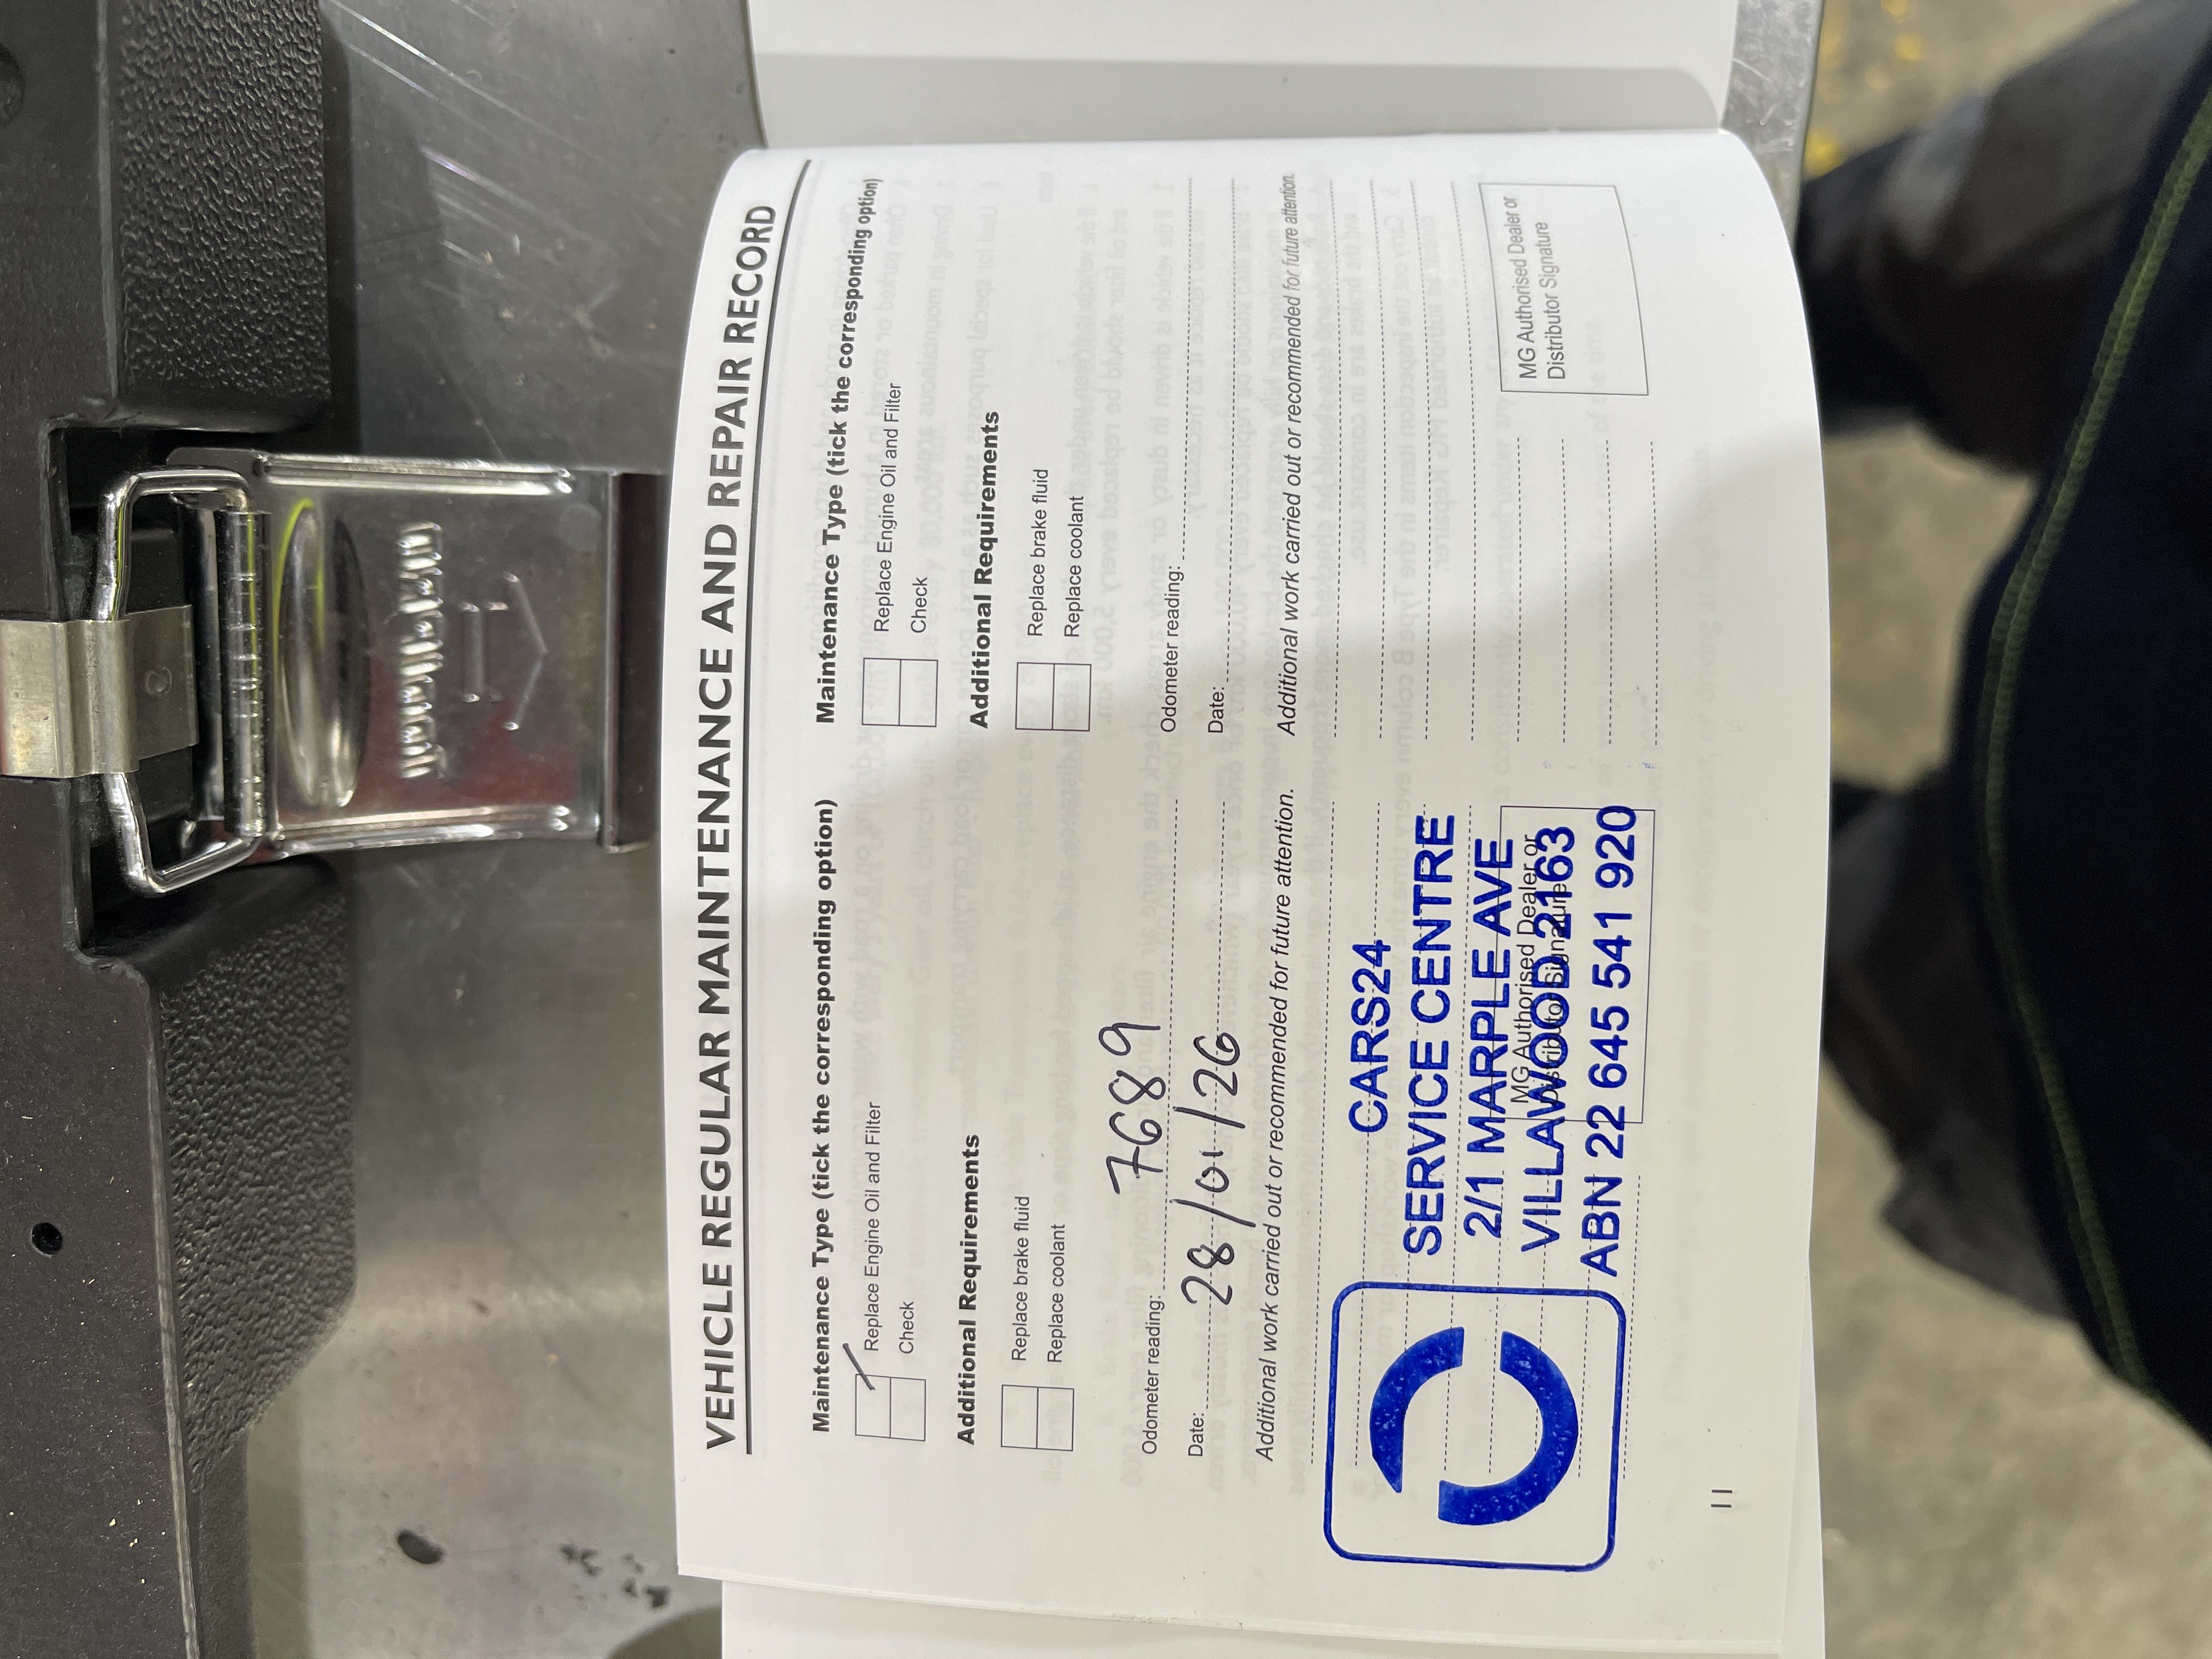 VEHICLE REGULAR MAINTENANCE AND REPAIR RECORD
Maintenance Type (tick the corresponding option)
Replace Engine Oil and Filter
Check
Additional Requirements
Replace brake fluid
Replace coolant
Odometer reading: 7689
Date: 28/01/26
Additional work carried out or recommended for future attention.
CARS24
SERVICE CENTRE
2/1 MARPLE AVE
VILLAWOOD 2163
ABN 22 645 541 920
MG Authorised Dealer or
Distributor Signature
Maintenance Type (tick the corresponding option)
Replace Engine Oil and Filter
Check
Additional Requirements
Replace brake fluid
Replace coolant
Odometer reading:
Date:
Additional work carried out or recommended for future attention.
MG Authorised Dealer or
Distributor Signature
11